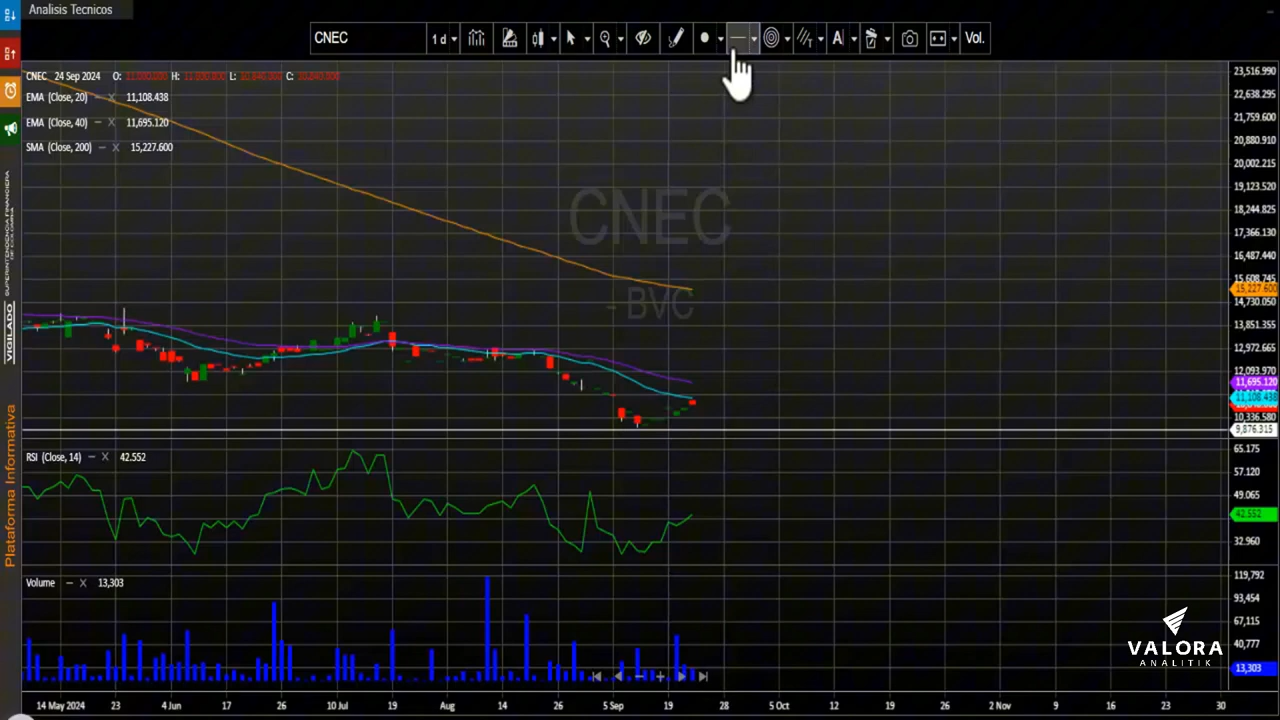 Analisis Tecnicos
CNEC
1 d
A
Vol.
CNEC 24 Sep 2024 O: H: L: C:
EMA (Close, 20) 11,108.438
EMA (Close, 40) 11,695.120
SMA (Close, 200) 15,227.600
CNEC
- BVC
23,516.990
22,638.295
21,759.600
20,880.910
20,002.215
19,123.520
18,244.825
17,366.130
16,487.440
15,608.745
15,227.600
14,730.050
13,851.355
12,972.665
12,093.970
11,695.120
11,108.438
10,336.580
9,876.315
RSI (Close, 14) 42.552
65.175
57.120
49.065
42.552
32.960
Volume 13,303
119,792
93,454
67,115
40,777
13,303
14 May 2024 23 4 Jun 17 26 10 Jul 19 Aug 14 26 5 Sep 19 28 5 Oct 19 26 2 Nov 9 16 23 30
SUPERINTENDENCIA FINANCIERA
DE COLOMBIA
VIGILADO
Plataforma Informativa
VALORA
ANALITIK